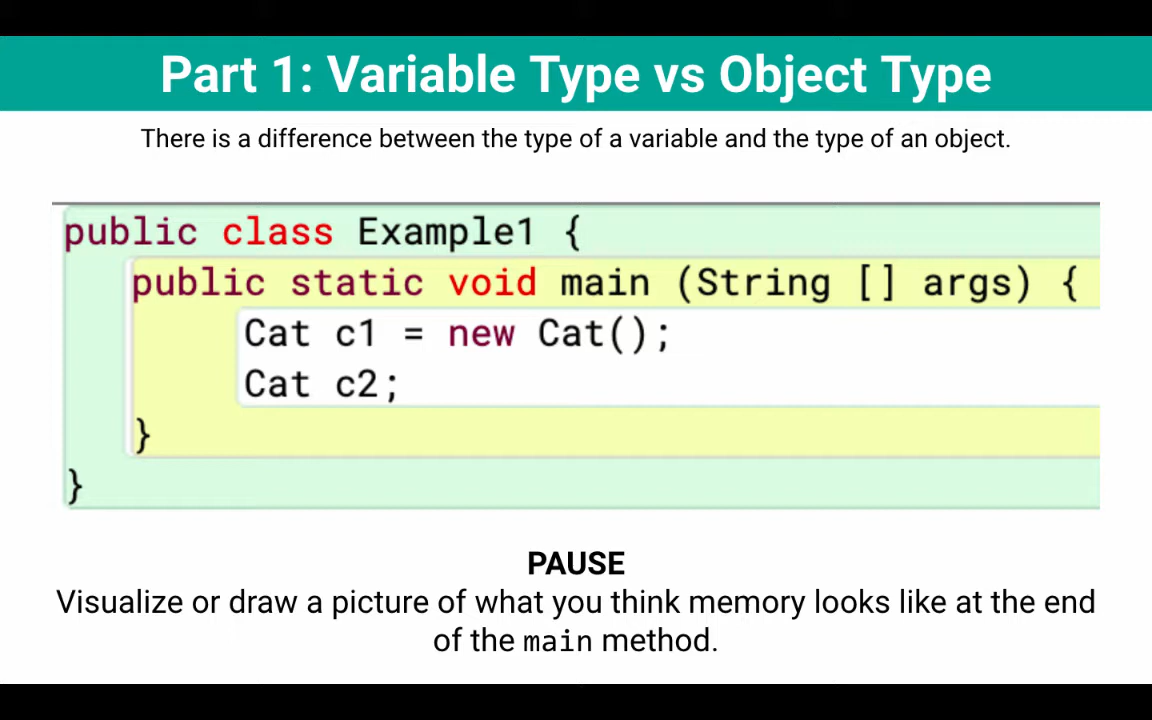 Part 1: Variable Type vs Object Type
There is a difference between the type of a variable and the type of an object.
public class Example1 {
public static void main (String [] args) {
Cat c1 = new Cat();
Cat c2;
}
}
PAUSE
Visualize or draw a picture of what you think memory looks like at the end
of the main method.